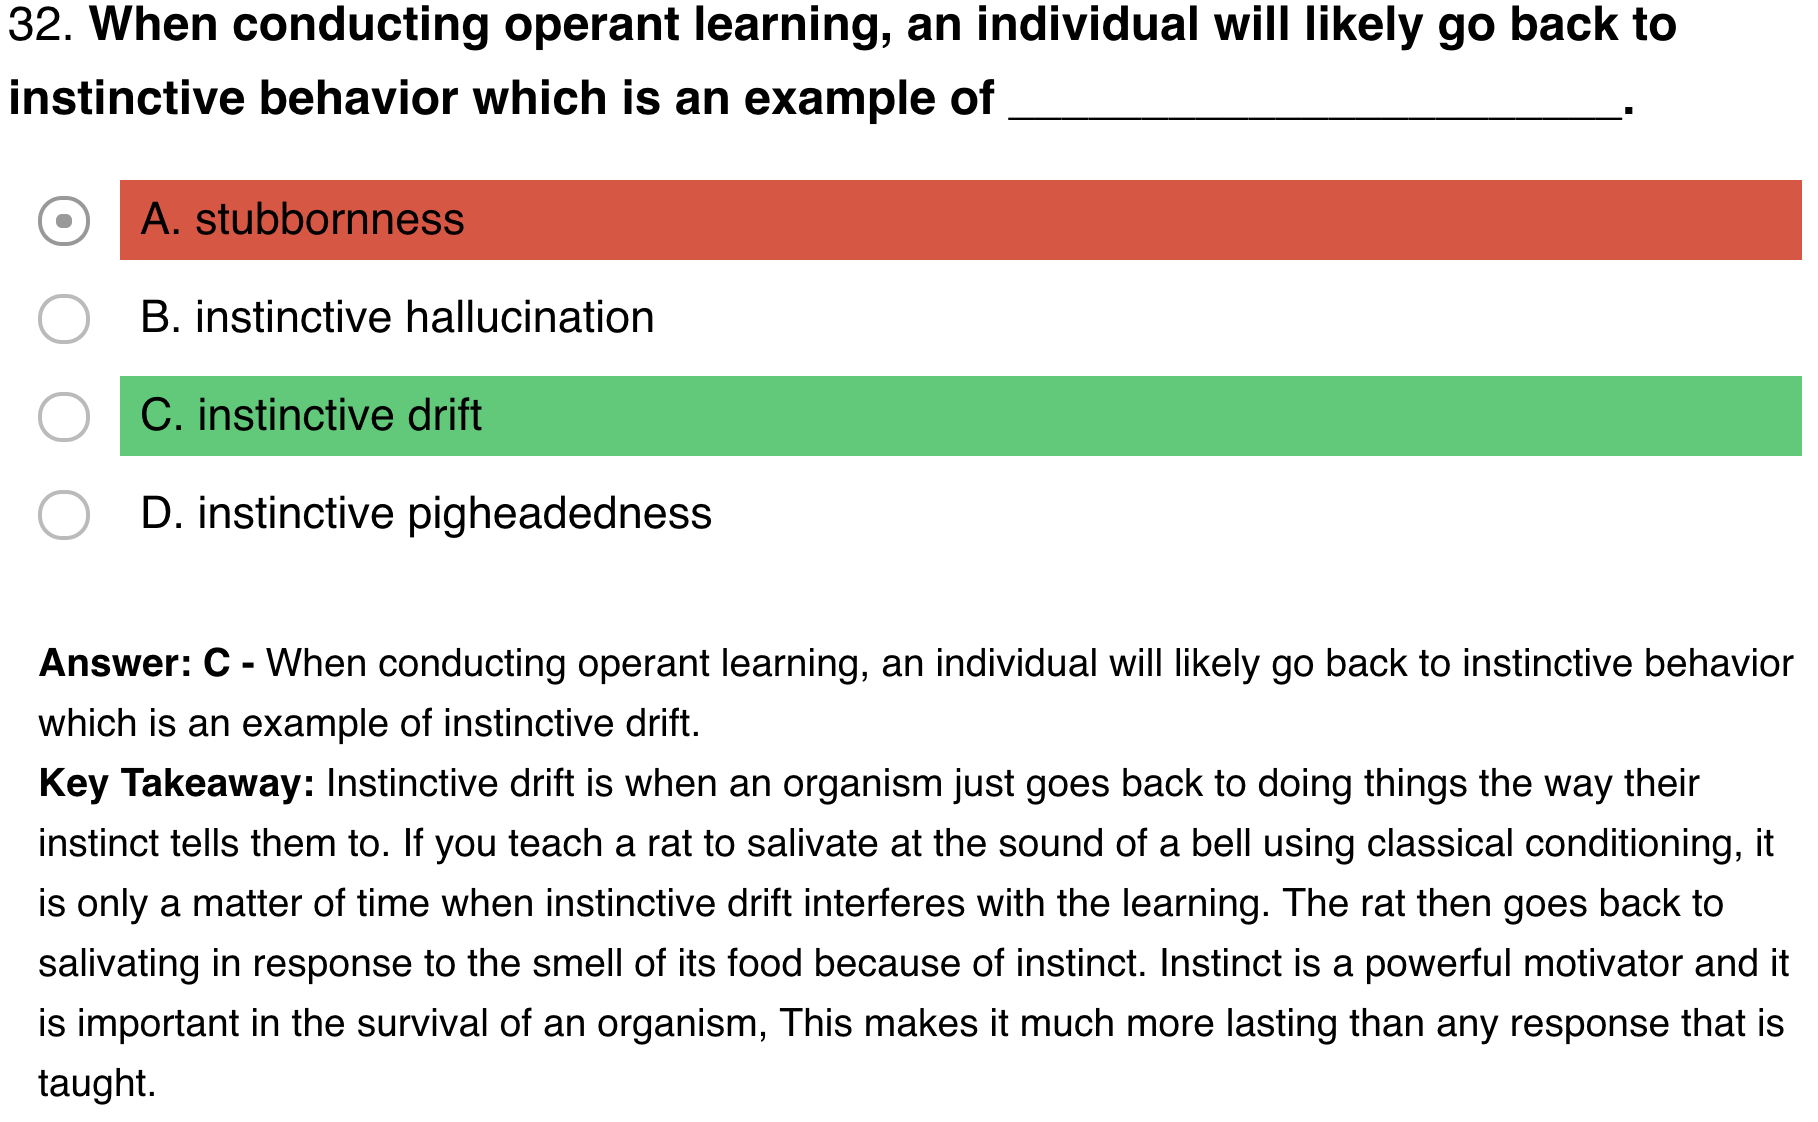 32. When conducting operant learning, an individual will likely go back to
instinctive behavior which is an example of _______________________.
A. stubbornness
B. instinctive hallucination
C. instinctive drift
D. instinctive pigheadedness
Answer: C - When conducting operant learning, an individual will likely go back to instinctive behavior
which is an example of instinctive drift.
Key Takeaway: Instinctive drift is when an organism just goes back to doing things the way their
instinct tells them to. If you teach a rat to salivate at the sound of a bell using classical conditioning, it
is only a matter of time when instinctive drift interferes with the learning. The rat then goes back to
salivating in response to the smell of its food because of instinct. Instinct is a powerful motivator and it
is important in the survival of an organism, This makes it much more lasting than any response that is
taught.